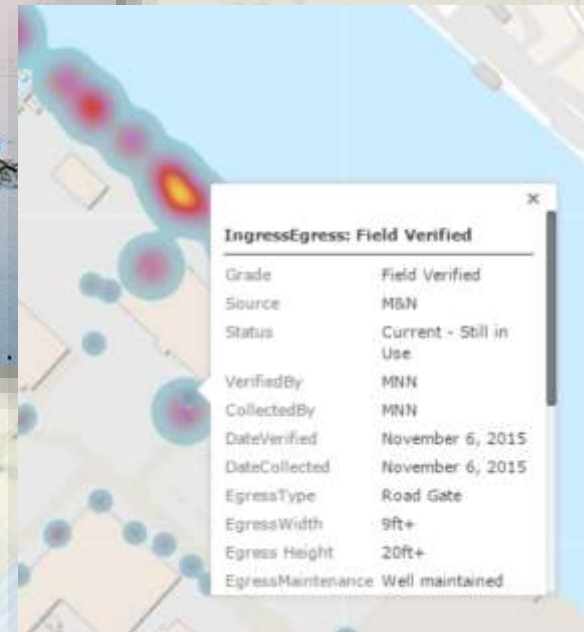 ×
IngressEgress: Field Verified
Grade Field Verified
Source M&N
Status Current - Still in
Use
VerifiedBy MNN
CollectedBy MNN
DateVerified November 6, 2015
DateCollected November 6, 2015
EgressType Road Gate
EgressWidth 9ft+
Egress Height 20ft+
EgressMaintenance Well maintained